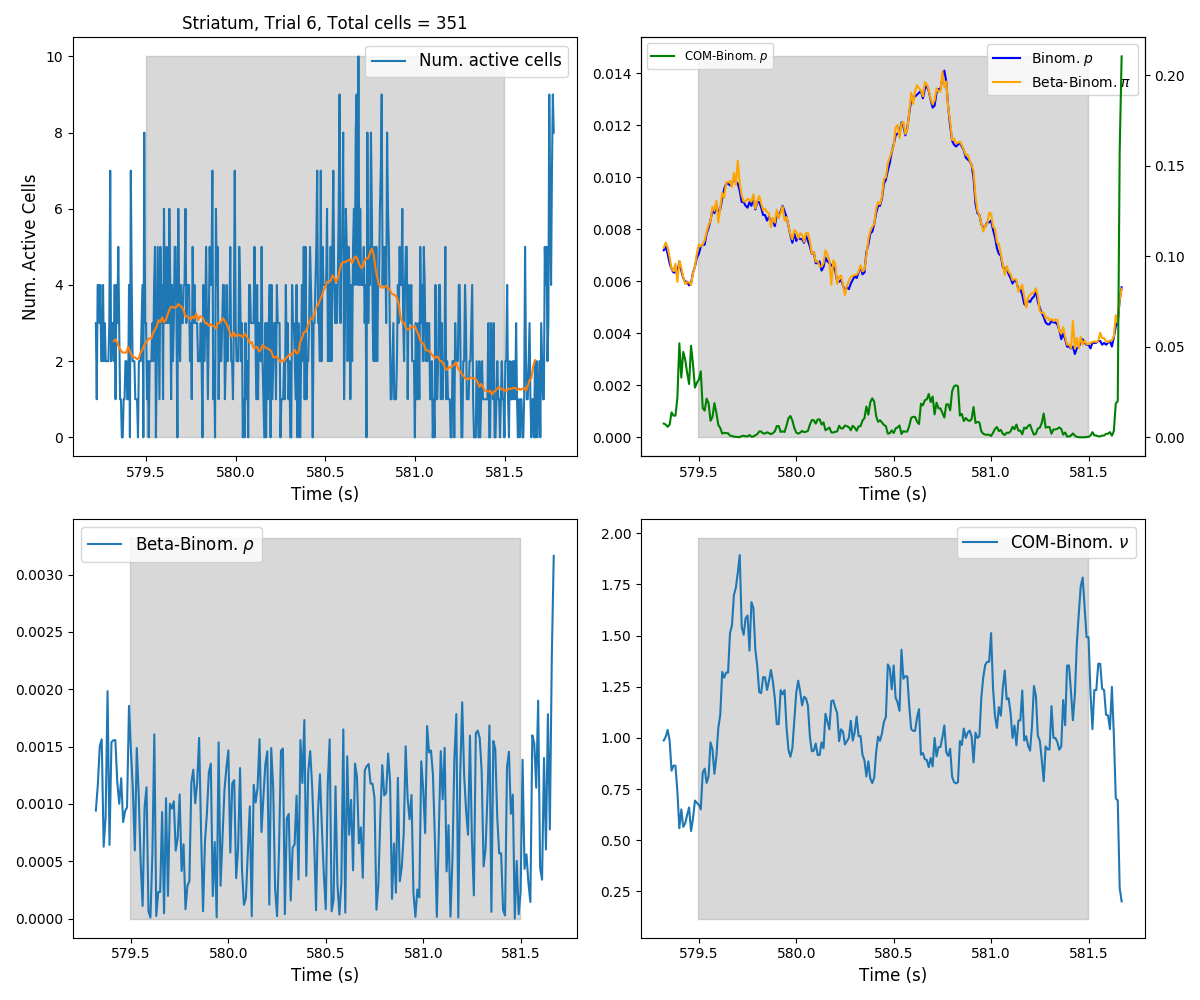 Striatum, Trial 6, Total cells = 351
Num. active cells
10
8
6
4
2
0
Num. Active Cells
579.5 580.0 580.5 581.0 581.5
Time (s)
COM-Binom. p
Binom. p
Beta-Binom. π
0.014
0.012
0.010
0.008
0.006
0.004
0.002
0.000
0.20
0.15
0.10
0.05
0.00
579.5 580.0 580.5 581.0 581.5
Time (s)
Beta-Binom. ρ
0.0030
0.0025
0.0020
0.0015
0.0010
0.0005
0.0000
579.5 580.0 580.5 581.0 581.5
Time (s)
COM-Binom. ν
2.00
1.75
1.50
1.25
1.00
0.75
0.50
0.25
579.5 580.0 580.5 581.0 581.5
Time (s)